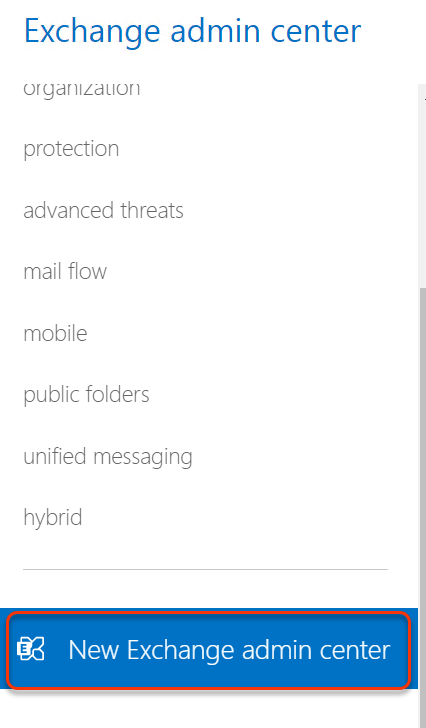 Exchange admin center
organization
protection
advanced threats
mail flow
mobile
public folders
unified messaging
hybrid
New Exchange admin center